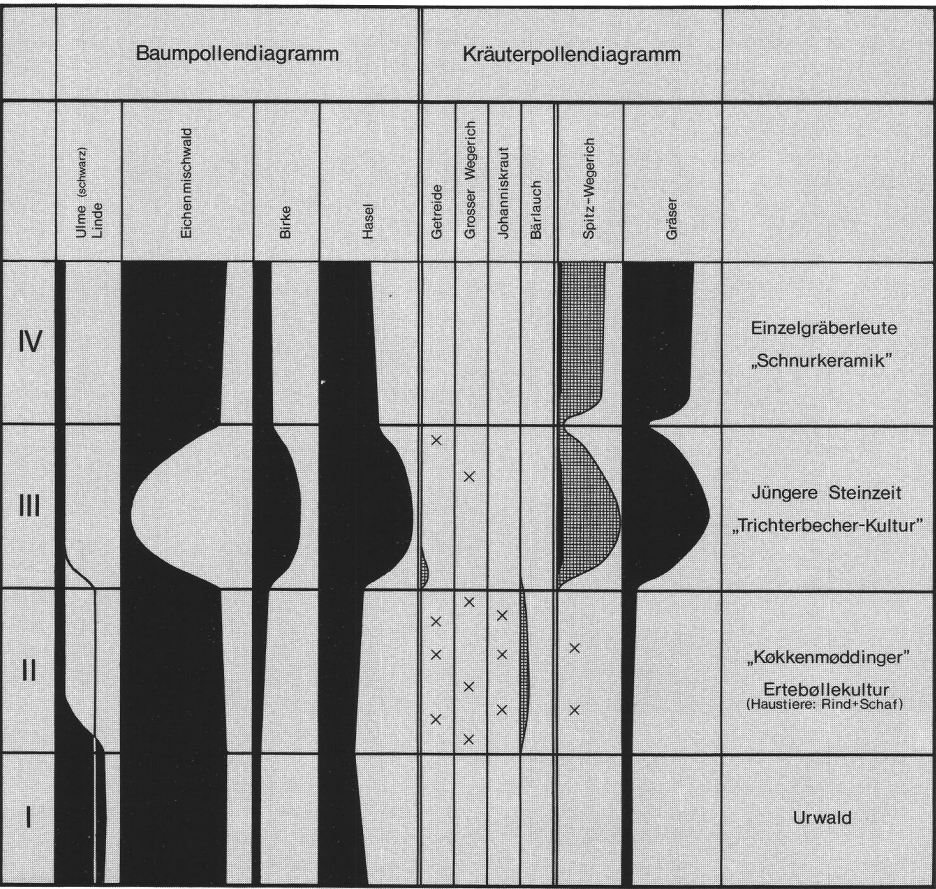 Baumpollendiagramm
Kräuterpollendiagramm
Ulme (schwarz)
Linde
Eichenmischwald
Birke
Hasel
Getreide
Grosser Wegerich
Johanniskraut
Bärlauch
Spitz-Wegerich
Gräser
IV
Einzelgräberleute
„Schnurkeramik”
III
Jüngere Steinzeit
„Trichterbecher-Kultur”
II
„Køkkenmøddinger”
Ertebøllekultur
(Haustiere: Rind+Schaf)
I
Urwald